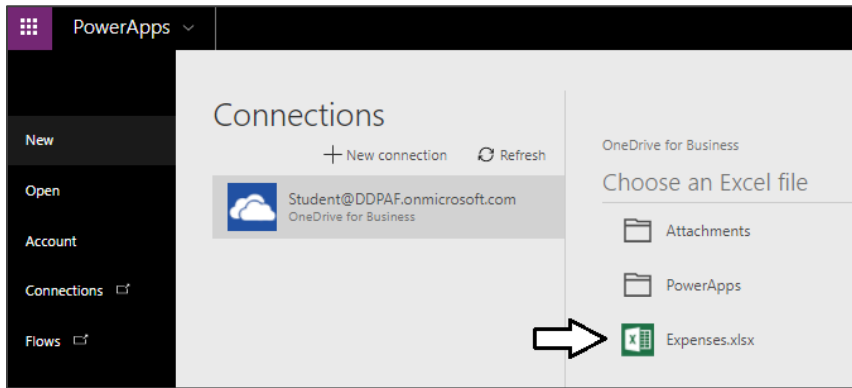 PowerApps
New
Open
Account
Connections
Flows
Connections
New connection
Refresh
Student@DDPAF.onmicrosoft.com
OneDrive for Business
OneDrive for Business
Choose an Excel file
Attachments
PowerApps
Expenses.xlsx